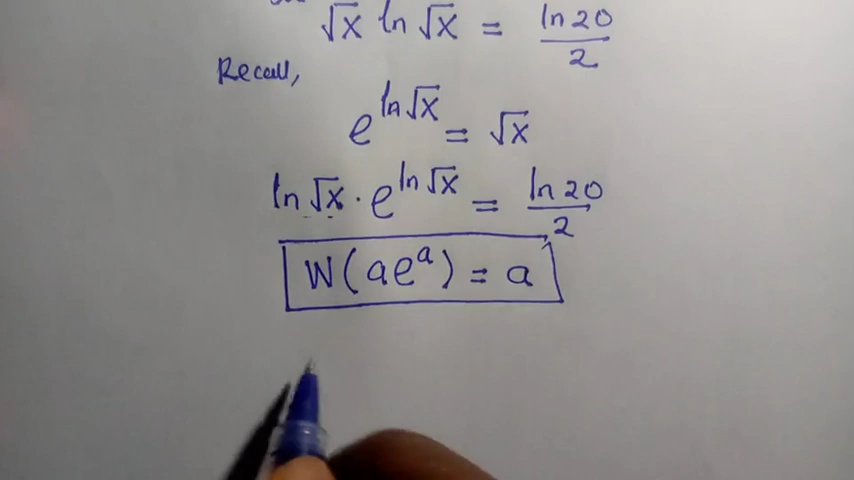 √x ln √x = ln 20 / 2
Recall,
e^(ln √x) = √x
ln √x · e^(ln √x) = ln 20 / 2
W(ae^a) = a